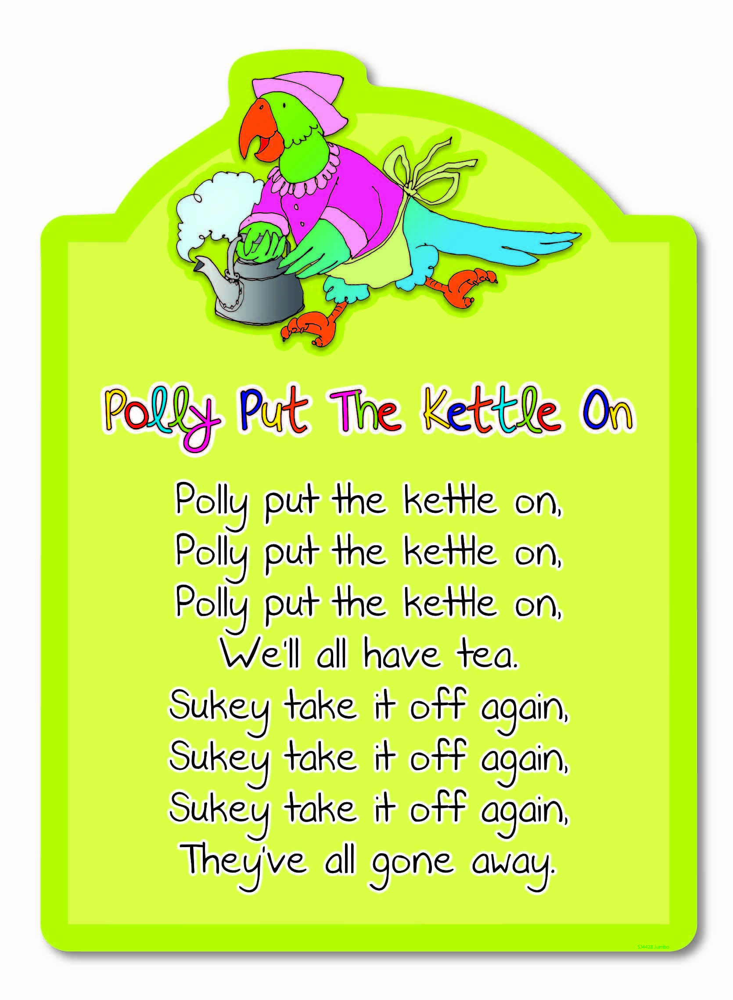 Polly Put The Kettle On
Polly put the kettle on,
Polly put the kettle on,
Polly put the kettle on,
We'll all have tea.
Sukey take it off again,
Sukey take it off again,
Sukey take it off again,
They've all gone away.
SJ4428 Jumbo